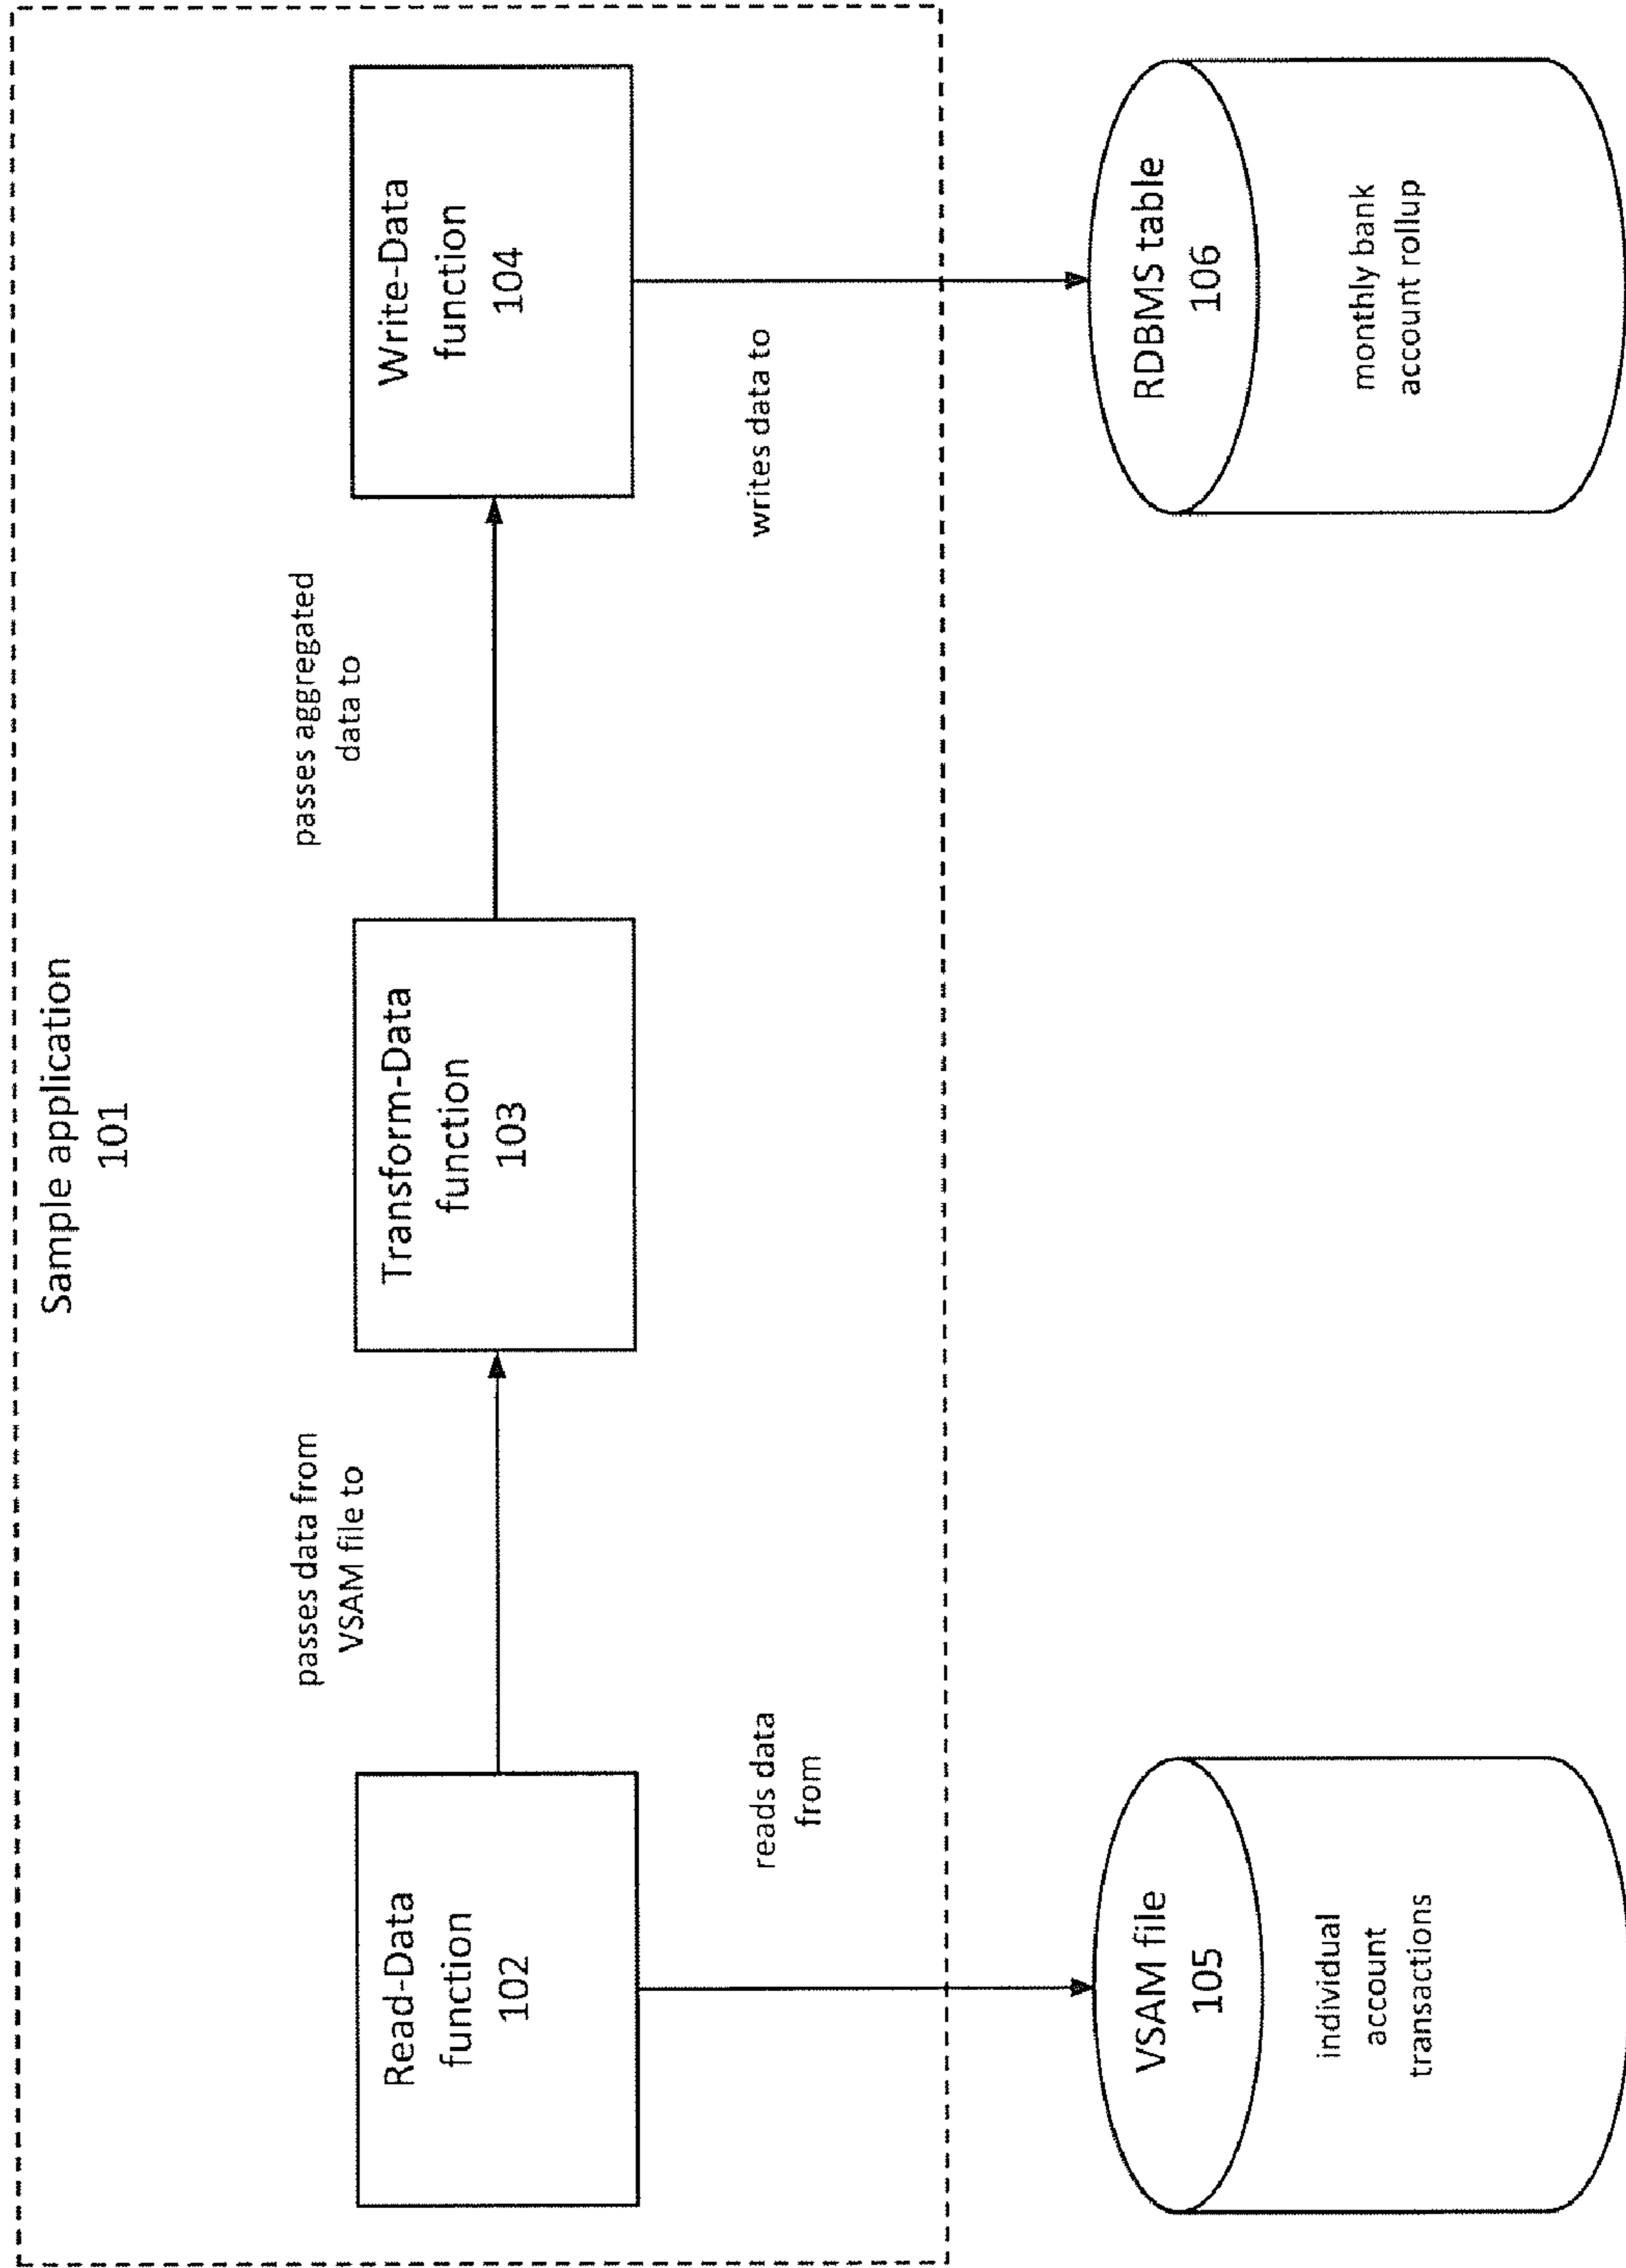 Sample application
101
passes data from
VSAM file to
passes aggregated
data to
Read-Data
function
102
Transform-Data
function
103
Write-Data
function
104
reads data
from
writes data to
VSAM file
105
individual
account
transactions
RDBMS table
106
monthly bank
account rollup